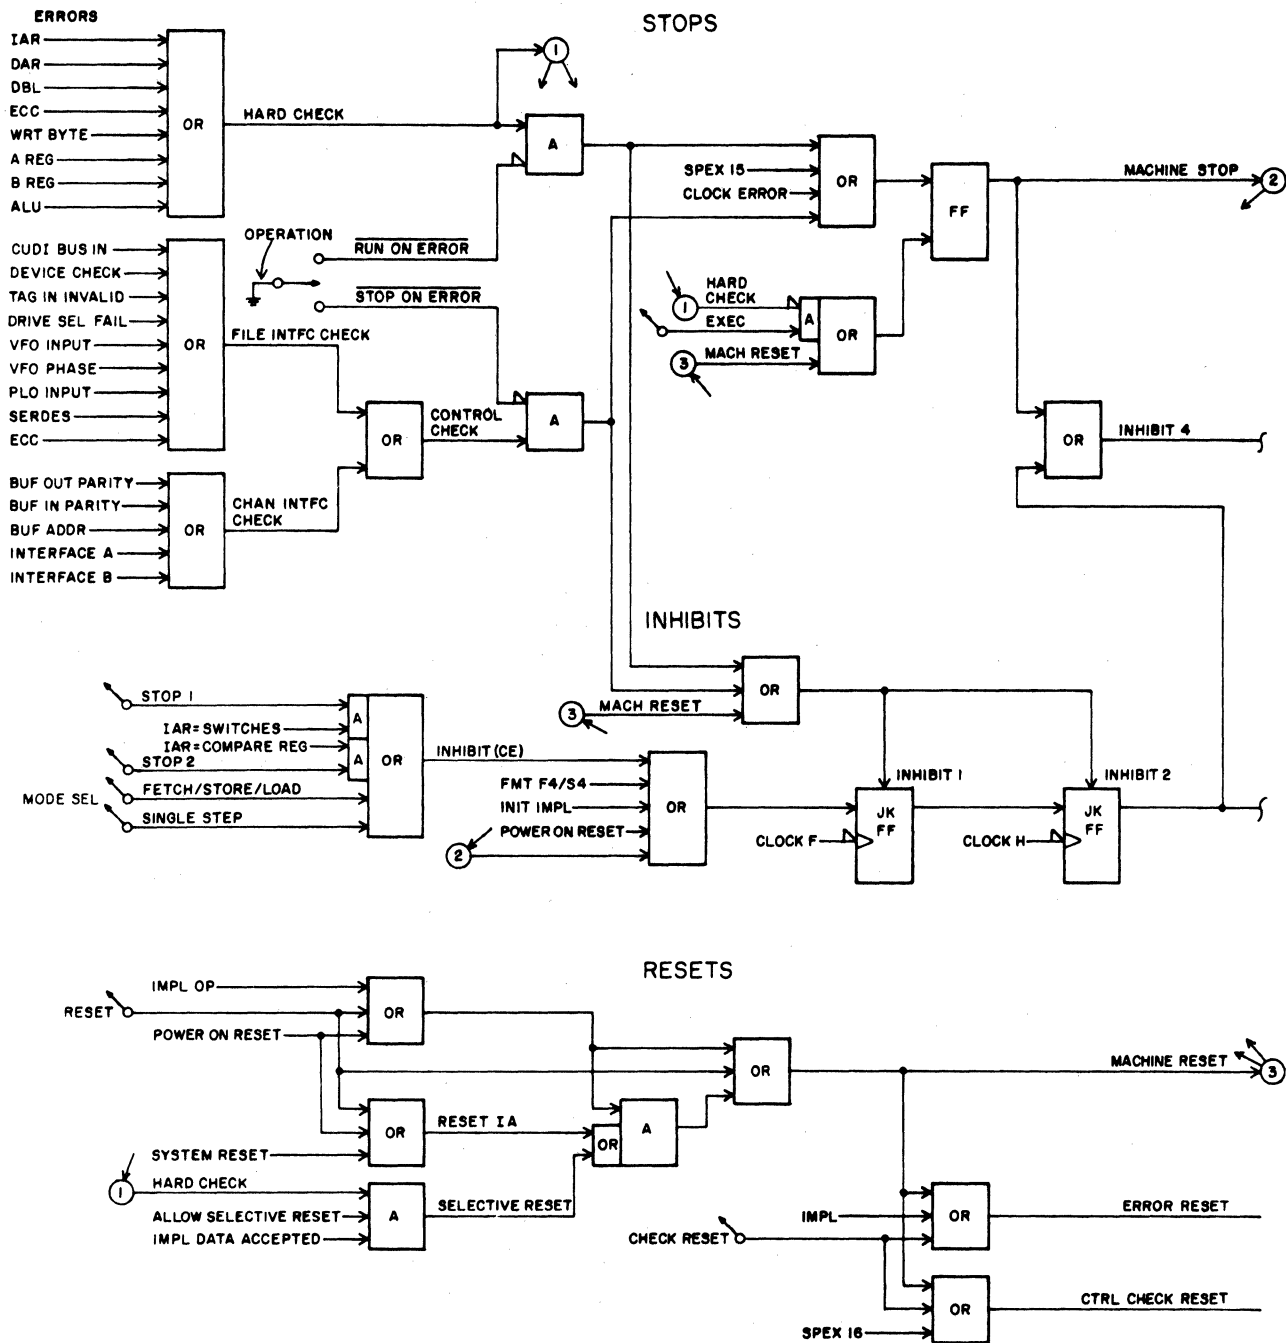 ERRORS
STOPS
IAR
DAR
DBL
ECC
WRT BYTE
A REG
B REG
ALU
OR
HARD CHECK
1
A
SPEX 15
CLOCK ERROR
OR
FF
MACHINE STOP
2
CUDI BUS IN
DEVICE CHECK
TAG IN INVALID
DRIVE SEL FAIL
VFO INPUT
VFO PHASE
PLO INPUT
SERDES
ECC
OR
OPERATION
RUN ON ERROR
STOP ON ERROR
FILE INTFC CHECK
HARD
CHECK
1
EXEC
A
OR
3
MACH RESET
OR
CONTROL
CHECK
A
OR
INHIBIT 4
BUF OUT PARITY
BUF IN PARITY
BUF ADDR
INTERFACE A
INTERFACE B
OR
CHAN INTFC
CHECK
INHIBITS
OR
3
MACH RESET
STOP 1
IAR=SWITCHES
IAR=COMPARE REG
STOP 2
MODE SEL
FETCH/STORE/LOAD
SINGLE STEP
A
A
OR
INHIBIT (CE)
FMT F4/S4
INIT IMPL
POWER ON RESET
2
OR
INHIBIT 1
JK
FF
CLOCK F
INHIBIT 2
JK
FF
CLOCK H
RESETS
IMPL OP
RESET
POWER ON RESET
OR
OR
MACHINE RESET
3
OR
RESET IA
OR
A
SYSTEM RESET
1
HARD CHECK
ALLOW SELECTIVE RESET
IMPL DATA ACCEPTED
A
SELECTIVE RESET
IMPL
CHECK RESET
OR
ERROR RESET
OR
CTRL CHECK RESET
SPEX 16